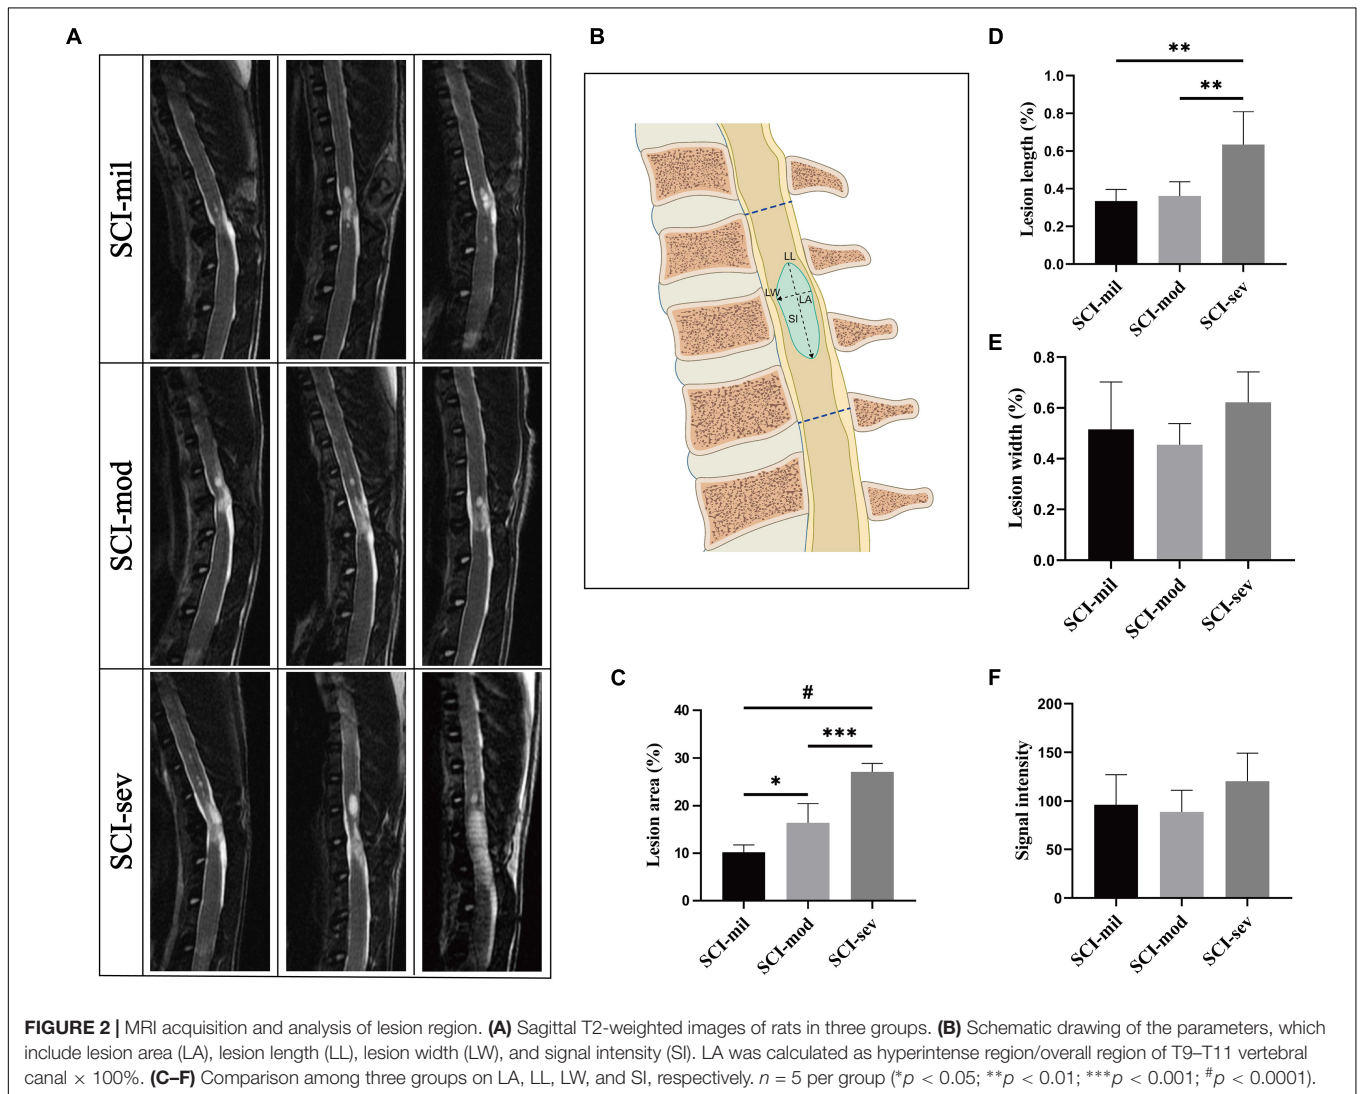 A
SCI-mil
SCI-mod
SCI-sev
B
LL
LW
LA
SI
C
Lesion area (%)
40
30
20
10
0
#
***
*
SCI-mil
SCI-mod
SCI-sev
D
Lesion length (%)
1.0
0.8
0.6
0.4
0.2
0.0
**
**
SCI-mil
SCI-mod
SCI-sev
E
Lesion width (%)
0.8
0.6
0.4
0.2
0.0
SCI-mil
SCI-mod
SCI-sev
F
Signal intensity
200
150
100
50
0
SCI-mil
SCI-mod
SCI-sev
FIGURE 2 | MRI acquisition and analysis of lesion region. (A) Sagittal T2-weighted images of rats in three groups. (B) Schematic drawing of the parameters, which
include lesion area (LA), lesion length (LL), lesion width (LW), and signal intensity (SI). LA was calculated as hyperintense region/overall region of T9–T11 vertebral
canal × 100%. (C–F) Comparison among three groups on LA, LL, LW, and SI, respectively. n = 5 per group (*p < 0.05; **p < 0.01; ***p < 0.001; #p < 0.0001).